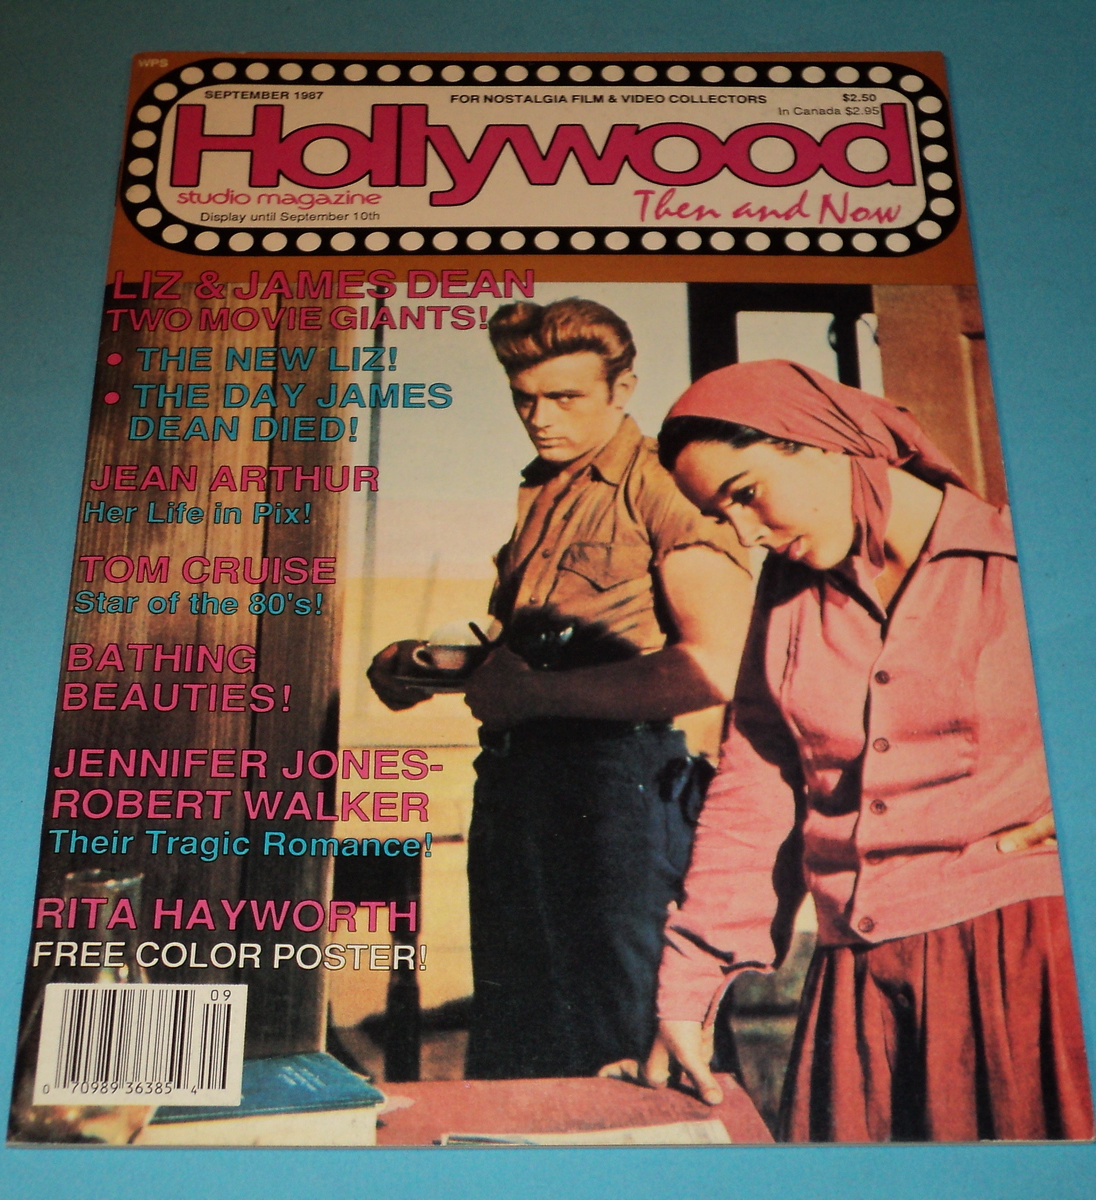 WPS
SEPTEMBER 1987
FOR NOSTALGIA FILM & VIDEO COLLECTORS
$2.50
In Canada $2.95
Hollywood
studio magazine
Then and Now
Display until September 10th
LIZ & JAMES DEAN
TWO MOVIE GIANTS!
• THE NEW LIZ!
• THE DAY JAMES
DEAN DIED!
JEAN ARTHUR
Her Life in Pix!
TOM CRUISE
Star of the 80's!
BATHING
BEAUTIES!
JENNIFER JONES-
ROBERT WALKER
Their Tragic Romance!
RITA HAYWORTH
FREE COLOR POSTER!
09
0 70989 36385 4